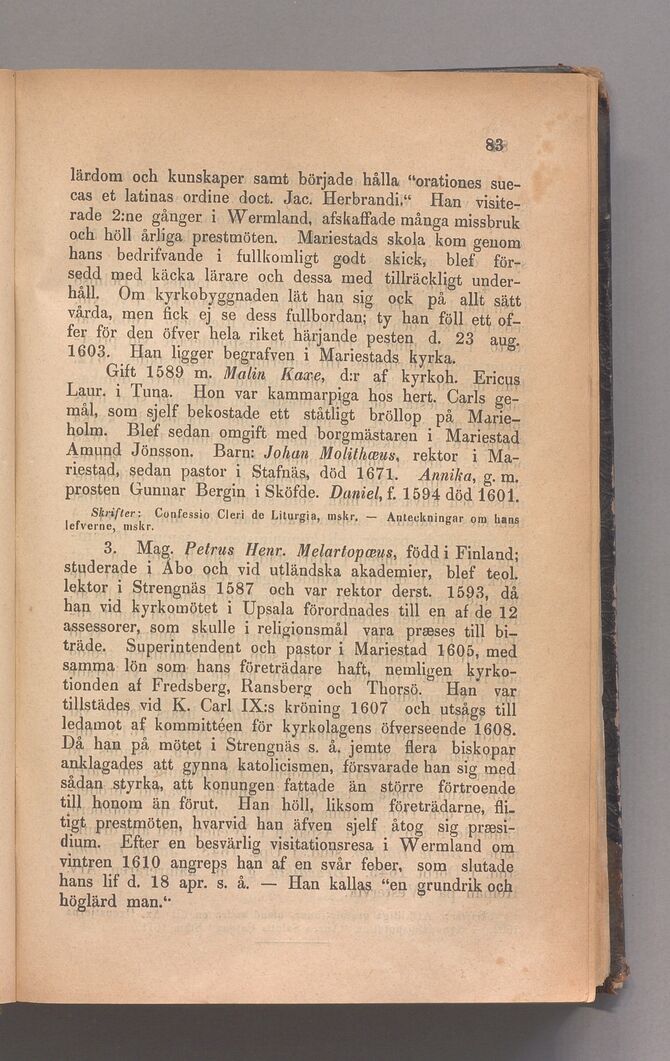 83
lärdom och kunskaper samt började hålla “orationes sue-
cas et latinas ordine doct. Jac. Herbrandi.“ Han visite-
rade 2:ne gånger i Wermland, afskaffade många missbruk
och höll årliga prestmöten. Mariestads skola kom genom
hans bedrifvande i fullkomligt godt skick, blef för-
sedd med käcka lärare och dessa med tillräckligt under-
håll. Om kyrkobyggnaden lät han sig ock på allt sätt
vårda, men fick ej se dess fullbordan; ty han föll ett of-
fer för den öfver hela riket härjande pesten d. 23 aug.
1603. Han ligger begrafven i Mariestads kyrka.
Gift 1589 m. Malin Kaxe, d:r af kyrkoh. Ericus
Laur. i Tuna. Hon var kammarpiga hos hert. Carls ge-
mål, som sjelf bekostade ett ståtligt bröllop på Marie-
holm. Blef sedan omgift med borgmästaren i Mariestad
Amund Jönsson. Barn: Johan Molithæus, rektor i Ma-
riestad, sedan pastor i Stafnäs, död 1671. Annika, g. m.
prosten Gunnar Bergin i Sköfde. Daniel, f. 1594 död 1601.
Skrifter: Confessio Cleri de Liturgia, mskr. — Anteckningar om hans
lefverne, mskr.
3. Mag. Petrus Henr. Melartopæus, född i Finland;
studerade i Åbo och vid utländska akademier, blef teol.
lektor i Strengnäs 1587 och var rektor derst. 1593, då
han vid kyrkomötet i Upsala förordnades till en af de 12
assessorer, som skulle i religionsmål vara præses till bi-
träde. Superintendent och pastor i Mariestad 1605, med
samma lön som hans företrädare haft, nemligen kyrko-
tionden af Fredsberg, Ransberg och Thorsö. Han var
tillstädes vid K. Carl IX:s kröning 1607 och utsågs till
ledamot af kommittéen för kyrkolagens öfverseende 1608.
Då han på mötet i Strengnäs s. å. jemte flera biskopar
anklagades att gynna katolicismen, försvarade han sig med
sådan styrka, att konungen fattade än större förtroende
till honom än förut. Han höll, liksom företrädarne, fli-
tigt prestmöten, hvarvid han äfven sjelf åtog sig præsi-
dium. Efter en besvärlig visitationsresa i Wermland om
vintren 1610 angreps han af en svår feber, som slutade
hans lif d. 18 apr. s. å. — Han kallas “en grundrik och
höglärd man.“